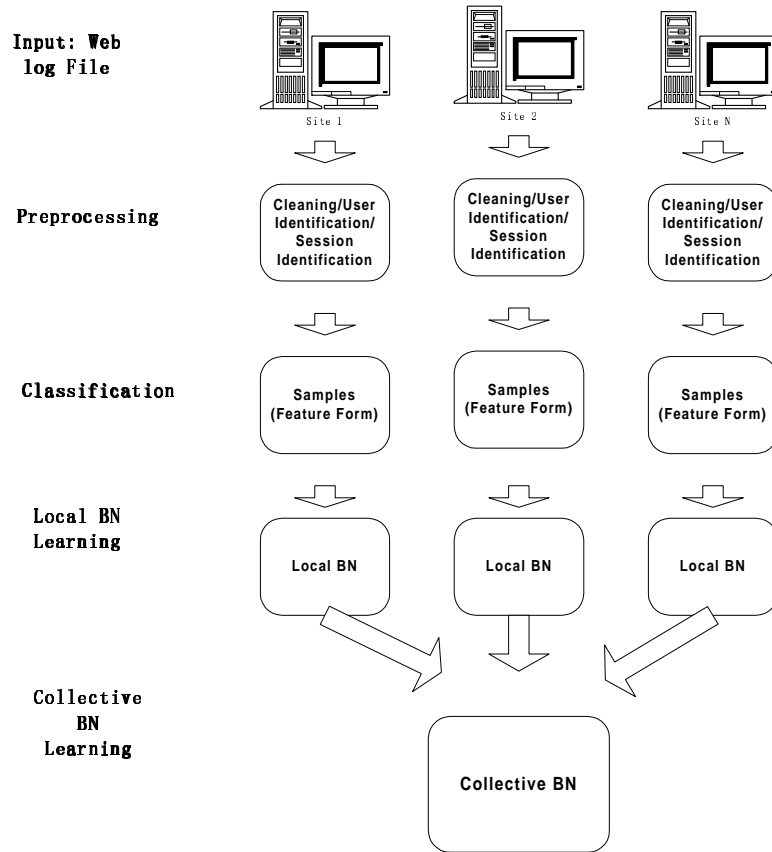 Input: Web
log File
Site 1
Site 2
Site N
Preprocessing
Cleaning/User
Identification/
Session
Identification
Cleaning/User
Identification/
Session
Identification
Cleaning/User
Identification/
Session
Identification
Classification
Samples
(Feature Form)
Samples
(Feature Form)
Samples
(Feature Form)
Local BN
Learning
Local BN
Local BN
Local BN
Collective
BN
Learning
Collective BN